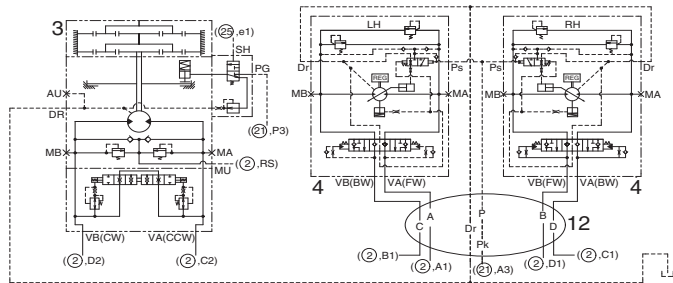 3
(㉕,e1)
SH
PG
AU
DR
(㉑,P3)
MB
MA
(②,RS)
MU
VB(CW)
VA(CCW)
(②,D2)
(②,C2)
LH
Dr
Ps
REG
MB
MA
4
VB(BW)
VA(FW)
RH
Ps
Dr
REG
MB
MA
VB(FW)
VA(BW)
4
C
A
P
Dr
Pk
B
D
12
(②,B1)
(②,A1)
(㉑,A3)
(②,D1)
(②,C1)